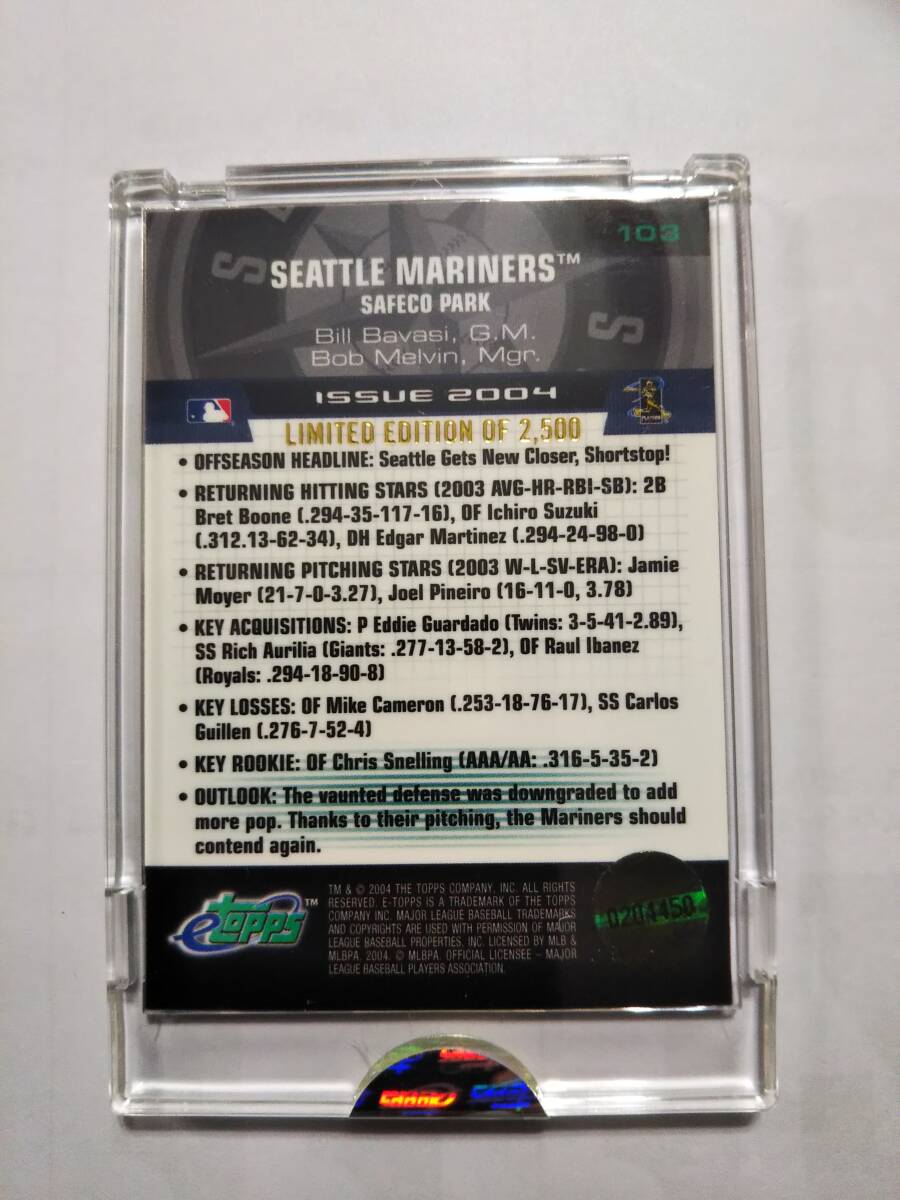 103
S
SEATTLE MARINERS™
SAFECO PARK
S
Bill Bavasi, G.M.
Bob Melvin, Mgr.
ISSUE 2004
LIMITED EDITION OF 2,500
• OFFSEASON HEADLINE: Seattle Gets New Closer, Shortstop!
• RETURNING HITTING STARS (2003 AVG-HR-RBI-SB): 2B
Bret Boone (.294-35-117-16), OF Ichiro Suzuki
(.312.13-62-34), DH Edgar Martinez (.294-24-98-0)
• RETURNING PITCHING STARS (2003 W-L-SV-ERA): Jamie
Moyer (21-7-0-3.27), Joel Pineiro (16-11-0, 3.78)
• KEY ACQUISITIONS: P Eddie Guardado (Twins: 3-5-41-2.89),
SS Rich Aurilia (Giants: .277-13-58-2), OF Raul Ibanez
(Royals: .294-18-90-8)
• KEY LOSSES: OF Mike Cameron (.253-18-76-17), SS Carlos
Guillen (.276-7-52-4)
• KEY ROOKIE: OF Chris Snelling (AAA/AA: .316-5-35-2)
• OUTLOOK: The vaunted defense was downgraded to add
more pop. Thanks to their pitching, the Mariners should
contend again.
etopps™
TM & © 2004 THE TOPPS COMPANY, INC. ALL RIGHTS
RESERVED. E-TOPPS IS A TRADEMARK OF THE TOPPS
COMPANY INC. MAJOR LEAGUE BASEBALL TRADEMARKS
AND COPYRIGHTS ARE USED WITH PERMISSION OF MAJOR
LEAGUE BASEBALL PROPERTIES, INC. LICENSED BY MLB &
MLBPA, 2004. © MLBPA. OFFICIAL LICENSEE – MAJOR
LEAGUE BASEBALL PLAYERS ASSOCIATION.
0204450